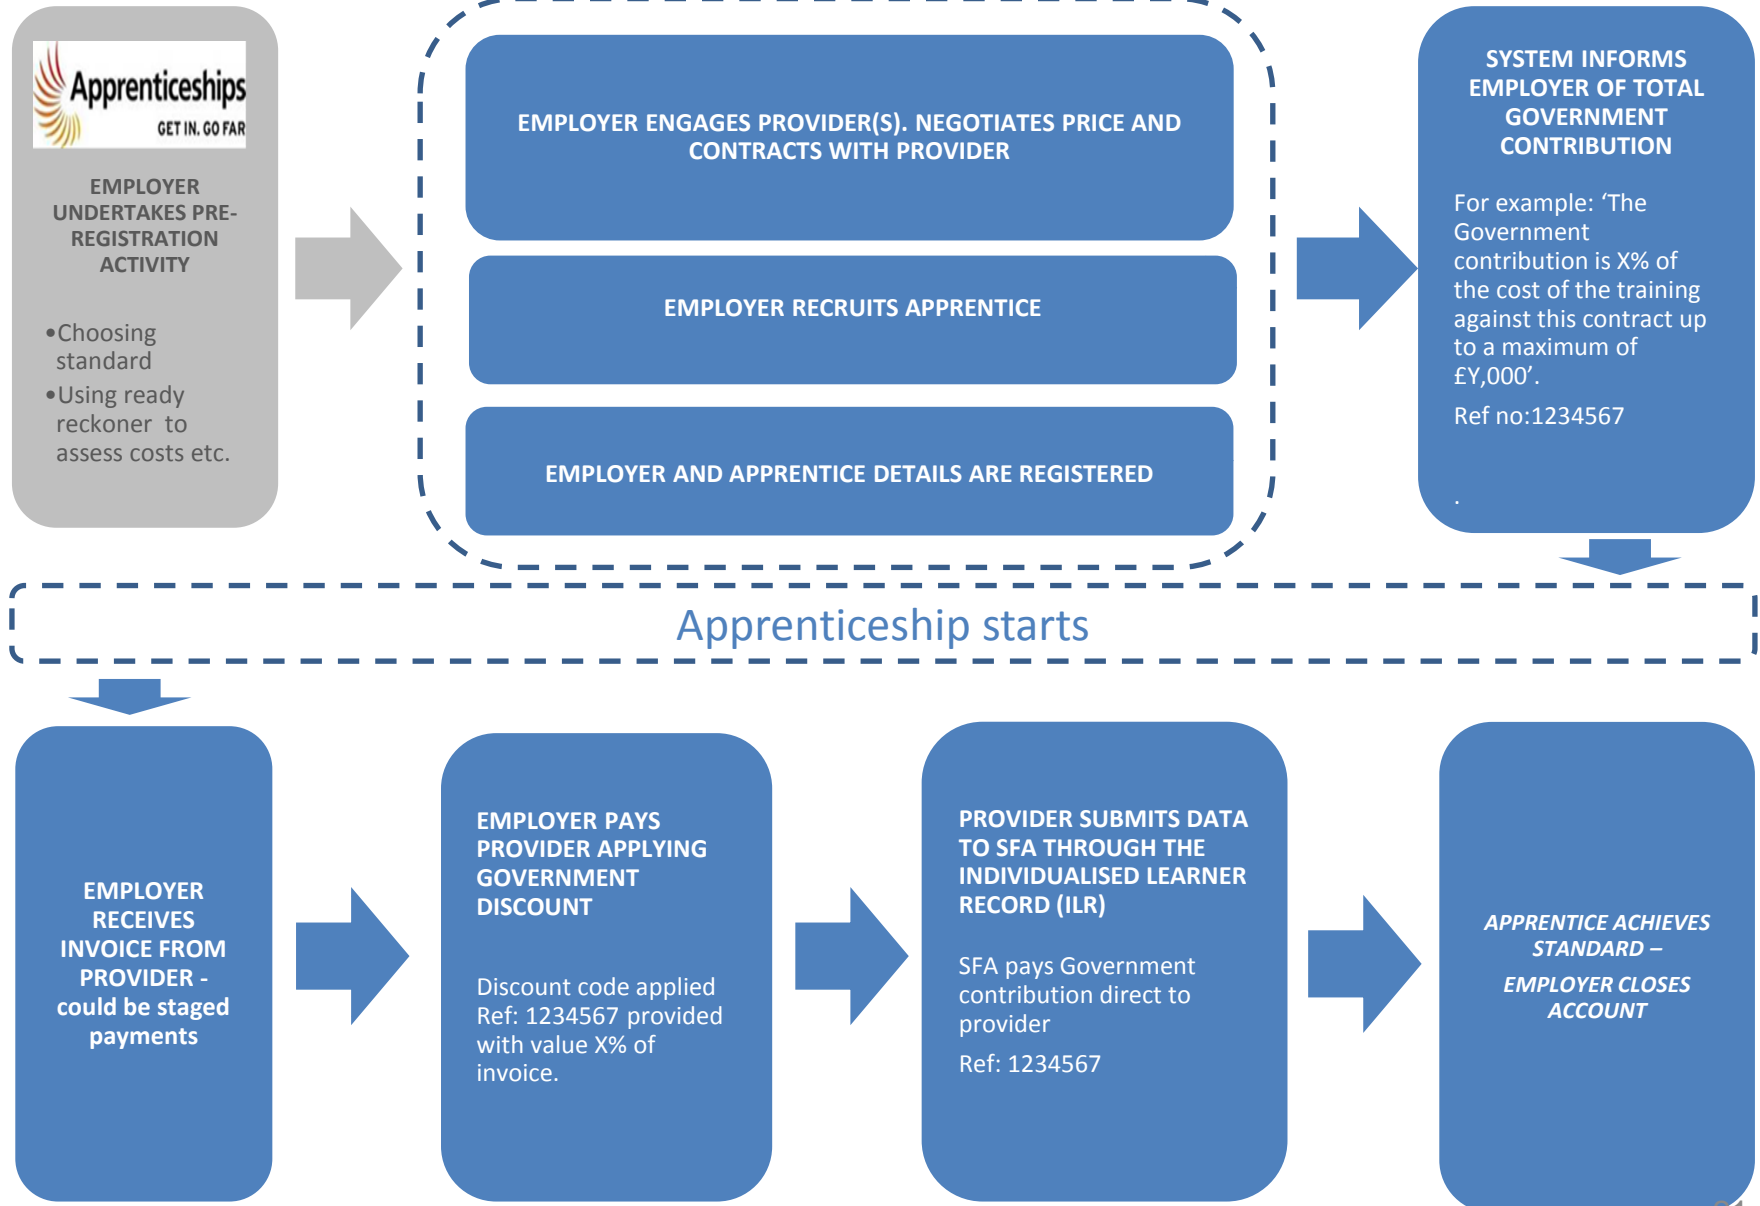 Apprenticeships
GET IN. GO FAR
EMPLOYER
UNDERTAKES PRE-
REGISTRATION
ACTIVITY
•Choosing
standard
•Using ready
reckoner to
assess costs etc.
EMPLOYER ENGAGES PROVIDER(S). NEGOTIATES PRICE AND
CONTRACTS WITH PROVIDER
EMPLOYER RECRUITS APPRENTICE
EMPLOYER AND APPRENTICE DETAILS ARE REGISTERED
SYSTEM INFORMS
EMPLOYER OF TOTAL
GOVERNMENT
CONTRIBUTION
For example: ‘The
Government
contribution is X% of
the cost of the training
against this contract up
to a maximum of
£Y,000’.
Ref no:1234567
.
Apprenticeship starts
EMPLOYER
RECEIVES
INVOICE FROM
PROVIDER -
could be staged
payments
EMPLOYER PAYS
PROVIDER APPLYING
GOVERNMENT
DISCOUNT
Discount code applied
Ref: 1234567 provided
with value X% of
invoice.
PROVIDER SUBMITS DATA
TO SFA THROUGH THE
INDIVIDUALISED LEARNER
RECORD (ILR)
SFA pays Government
contribution direct to
provider
Ref: 1234567
APPRENTICE ACHIEVES
STANDARD –
EMPLOYER CLOSES
ACCOUNT